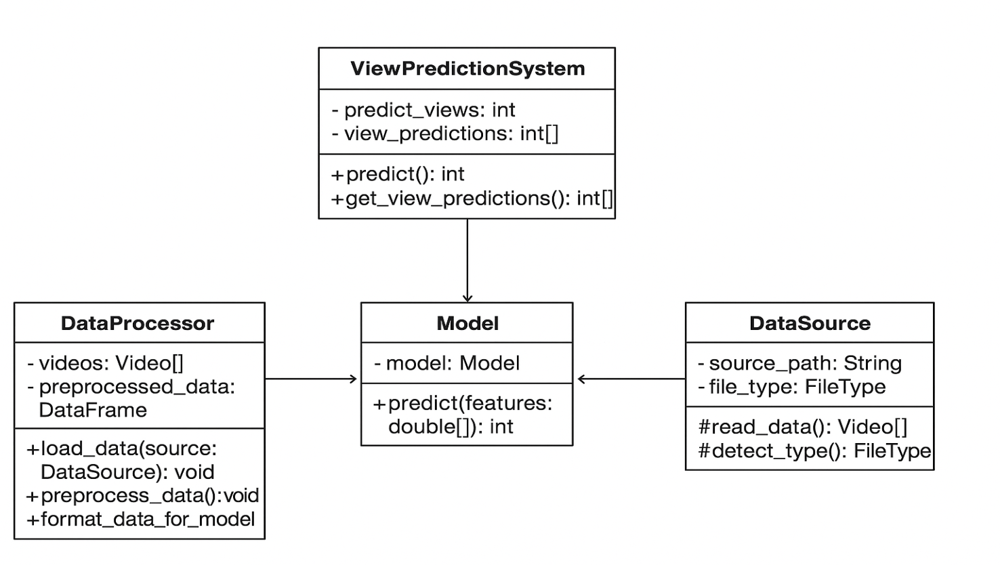 ViewPredictionSystem
- predict_views: int
- view_predictions: int[]
+predict(): int
+get_view_predictions(): int[]
DataProcessor
- videos: Video[]
- preprocessed_data:
DataFrame
+load_data(source:
DataSource): void
+preprocess_data():void
+format_data_for_model
Model
- model: Model
+predict(features:
double[]): int
DataSource
- source_path: String
- file_type: FileType
#read_data(): Video[]
#detect_type(): FileType